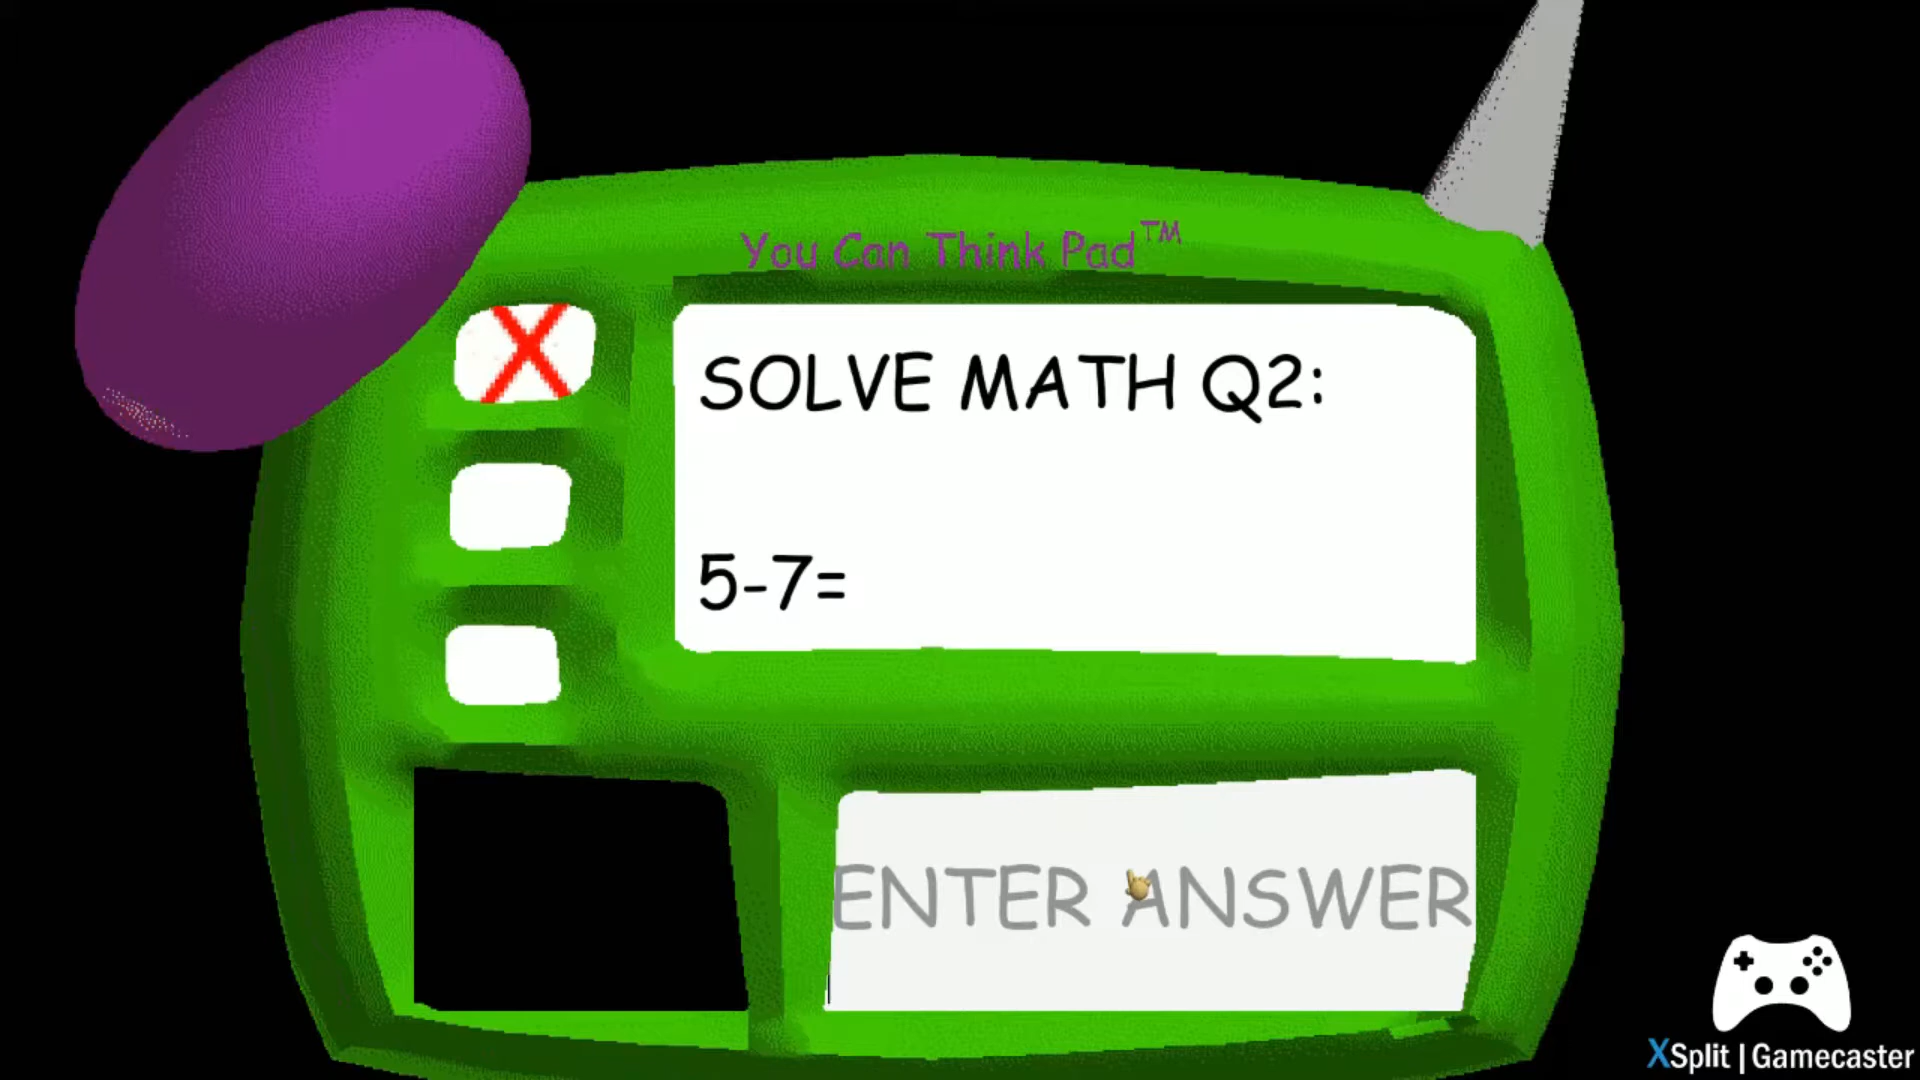 You Can Think Pad™
SOLVE MATH Q2:
5-7=
ENTER ANSWER
XSplit | Gamecaster